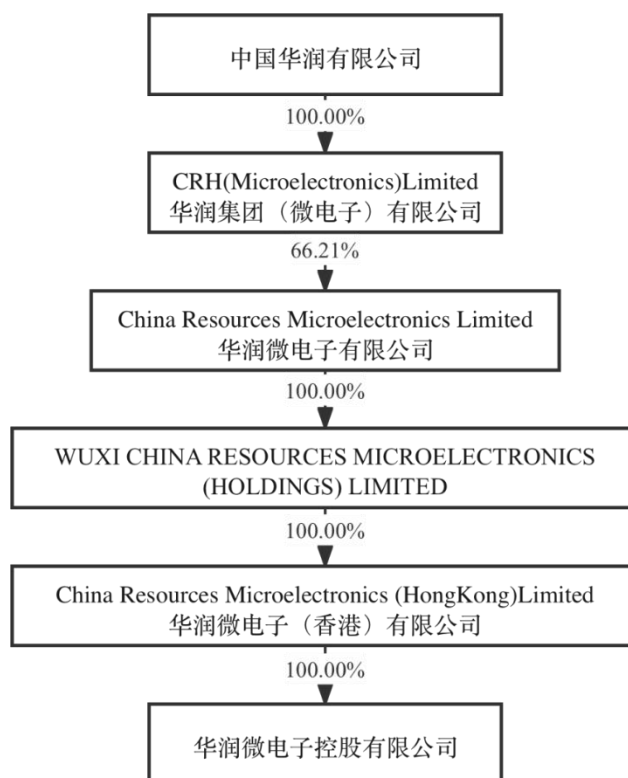 中国华润有限公司
100.00%
CRH(Microelectronics)Limited
华润集团（微电子）有限公司
66.21%
China Resources Microelectronics Limited
华润微电子有限公司
100.00%
WUXI CHINA RESOURCES MICROELECTRONICS
(HOLDINGS) LIMITED
100.00%
China Resources Microelectronics (HongKong)Limited
华润微电子（香港）有限公司
100.00%
华润微电子控股有限公司